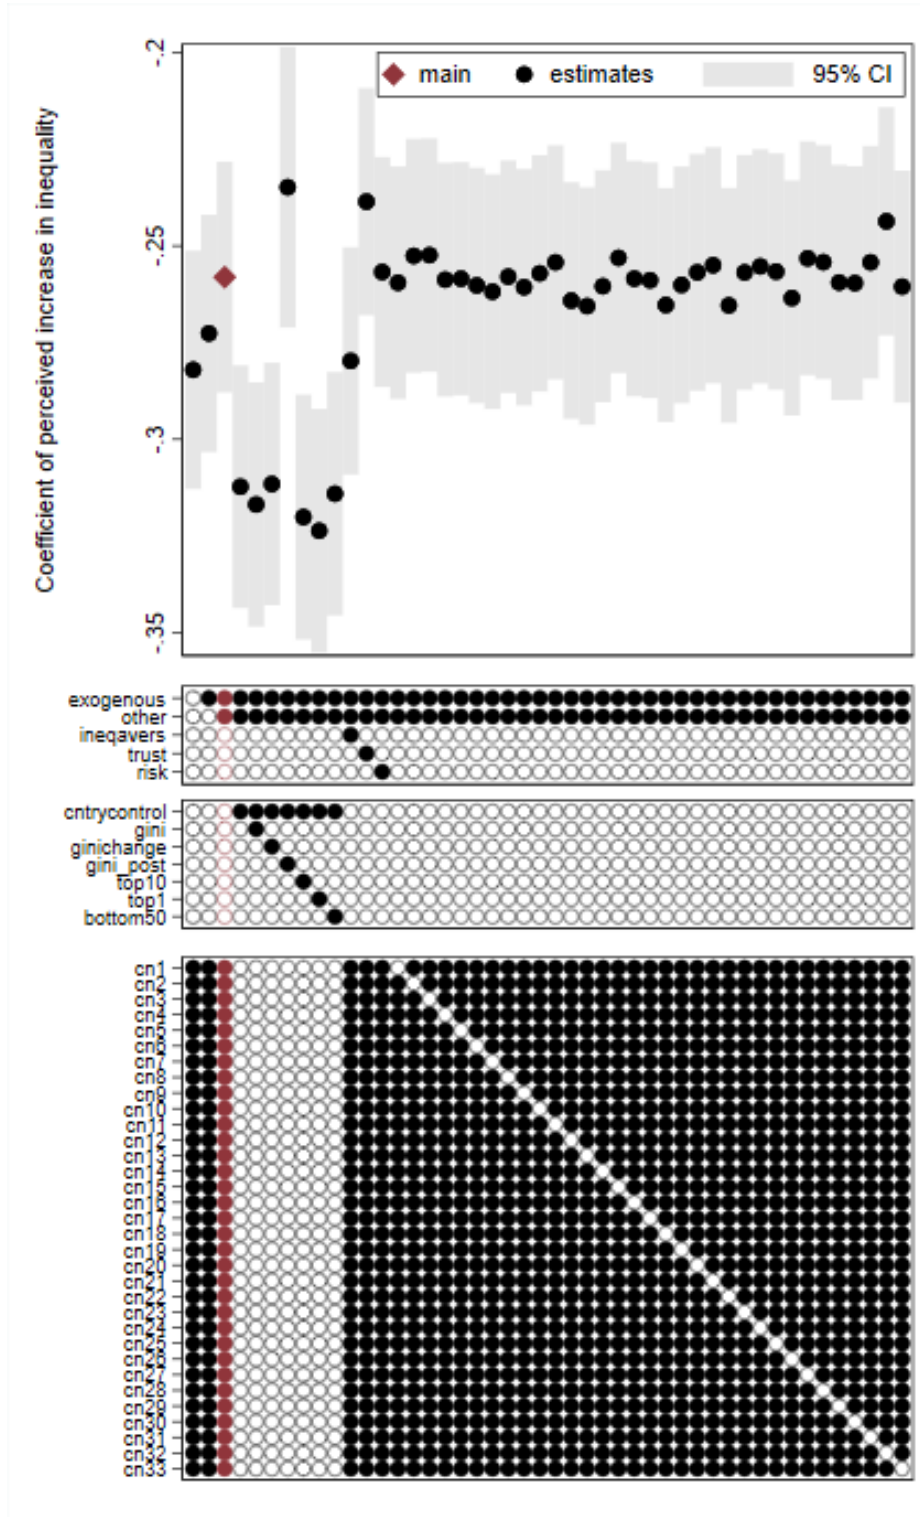 -.2
main estimates 95% CI
-.25
-.3
-.35
Coefficient of perceived increase in inequality
exogenous
other
ineqavers
trust
risk
cntrycontrol
gini
ginichange
gini_post
top10
top1
bottom50
cn1
cn2
cn3
cn4
cn5
cn6
cn7
cn8
cn9
cn10
cn11
cn12
cn13
cn14
cn15
cn16
cn17
cn18
cn19
cn20
cn21
cn22
cn23
cn24
cn25
cn26
cn27
cn28
cn29
cn30
cn31
cn32
cn33